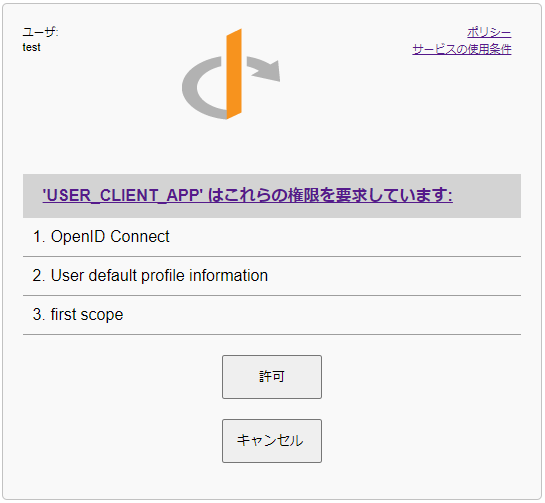 ユーザ:
test
ポリシー
サービスの使用条件
'USER_CLIENT_APP' はこれらの権限を要求しています:
1. OpenID Connect
2. User default profile information
3. first scope
許可
キャンセル